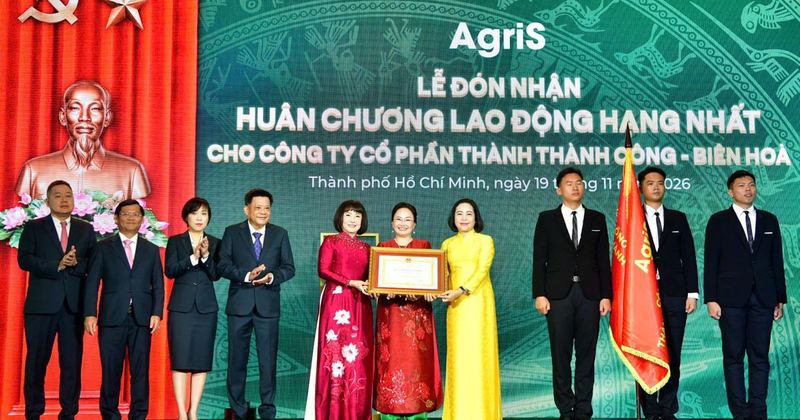 AgriS
LỄ ĐÓN NHẬN
HUÂN CHƯƠNG LAO ĐỘNG HẠNG NHẤT
CHO CÔNG TY CỔ PHẦN THÀNH THÀNH CÔNG - BIÊN HOÀ
Thành phố Hồ Chí Minh, ngày 19 11 2026